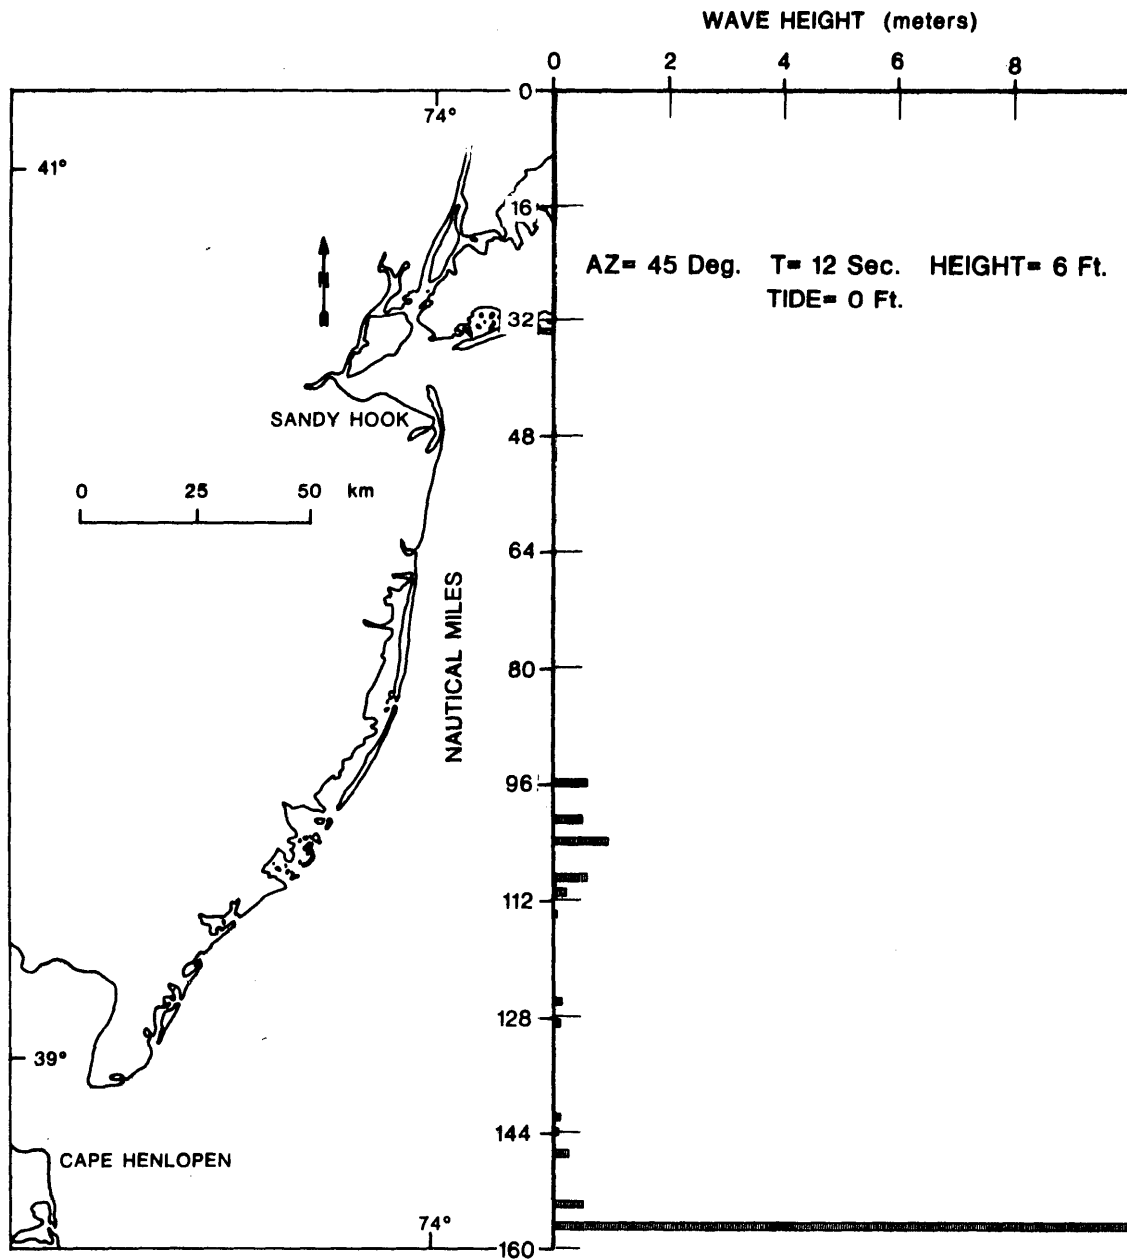 WAVE HEIGHT (meters)
0 2 4 6 8
0
74°
41°
16
N
AZ= 45 Deg. T= 12 Sec. HEIGHT= 6 Ft.
TIDE= 0 Ft.
32
SANDY HOOK
48
0 25 50 km
64
NAUTICAL MILES
80
96
112
128
39°
144
CAPE HENLOPEN
74°
160